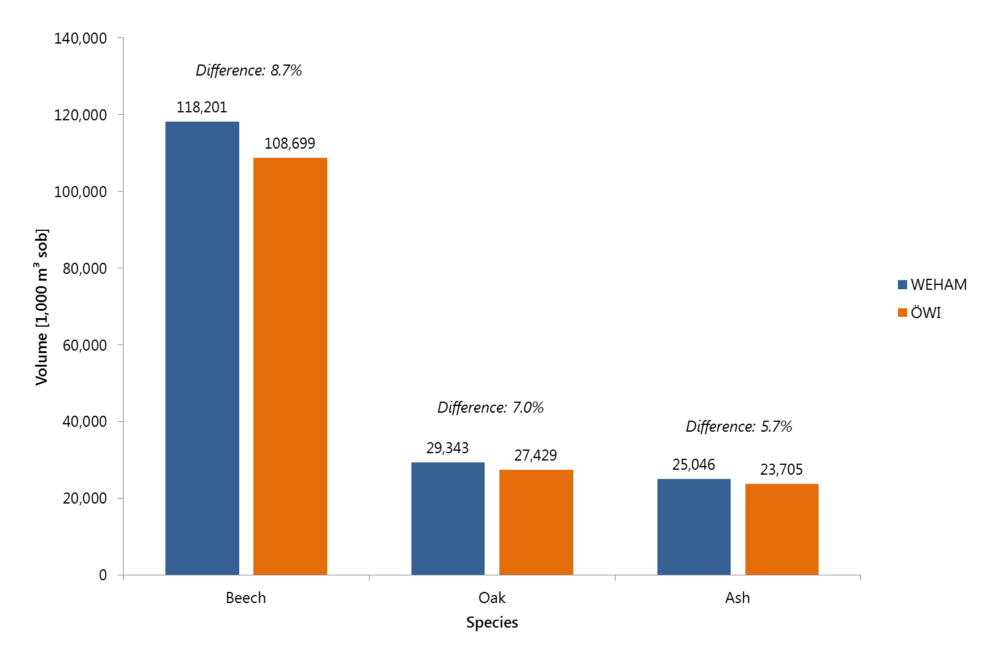 140,000
120,000
100,000
80,000
60,000
40,000
20,000
0
Volume [1,000 m³ sob]
Difference: 8.7%
118,201
108,699
Difference: 7.0%
29,343
27,429
Difference: 5.7%
25,046
23,705
Beech
Oak
Ash
Species
WEHAM
ÖWI